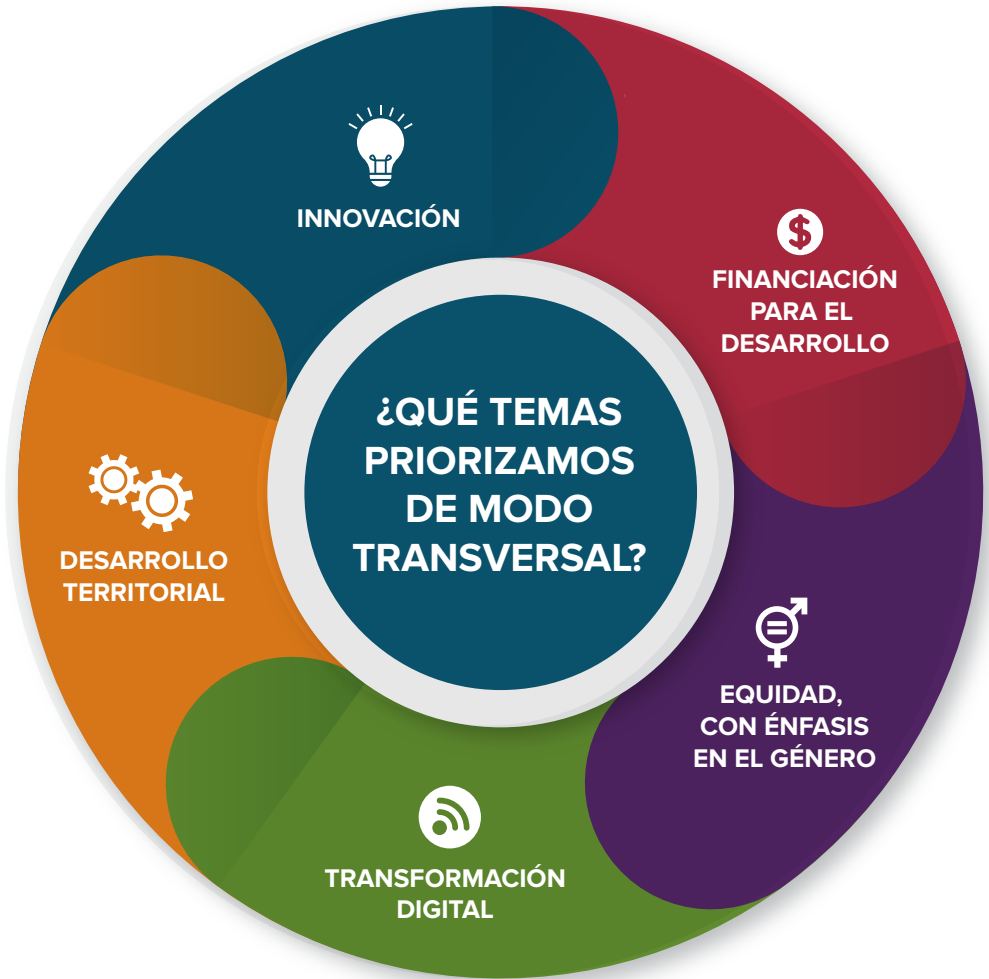 ¿QUÉ TEMAS
PRIORIZAMOS
DE MODO
TRANSVERSAL?
INNOVACIÓN
FINANCIACIÓN
PARA EL
DESARROLLO
EQUIDAD,
CON ÉNFASIS
EN EL GÉNERO
TRANSFORMACIÓN
DIGITAL
DESARROLLO
TERRITORIAL